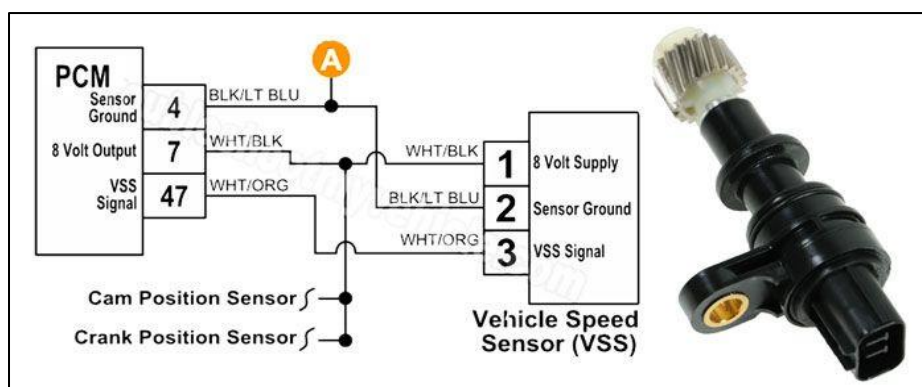 PCM
Sensor
Ground
4
BLK/LT BLU
A
8 Volt Output
7
WHT/BLK
VSS
Signal
47
WHT/ORG
WHT/BLK
1
8 Volt Supply
BLK/LT BLU
2
Sensor Ground
WHT/ORG
3
VSS Signal
Cam Position Sensor
Crank Position Sensor
Vehicle Speed
Sensor (VSS)